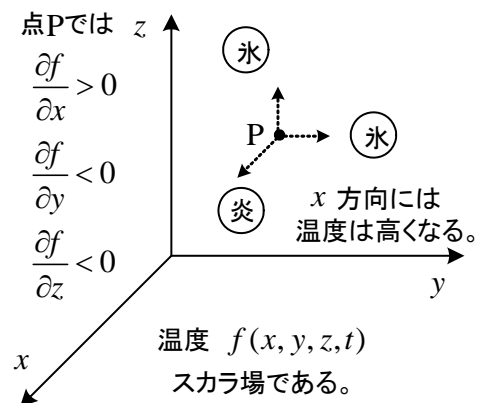 点Pでは
z
∂f/∂x > 0
∂f/∂y < 0
∂f/∂z < 0
氷
P
氷
炎
x 方向には
温度は高くなる。
y
x
温度 f(x, y, z, t)
スカラ場である。